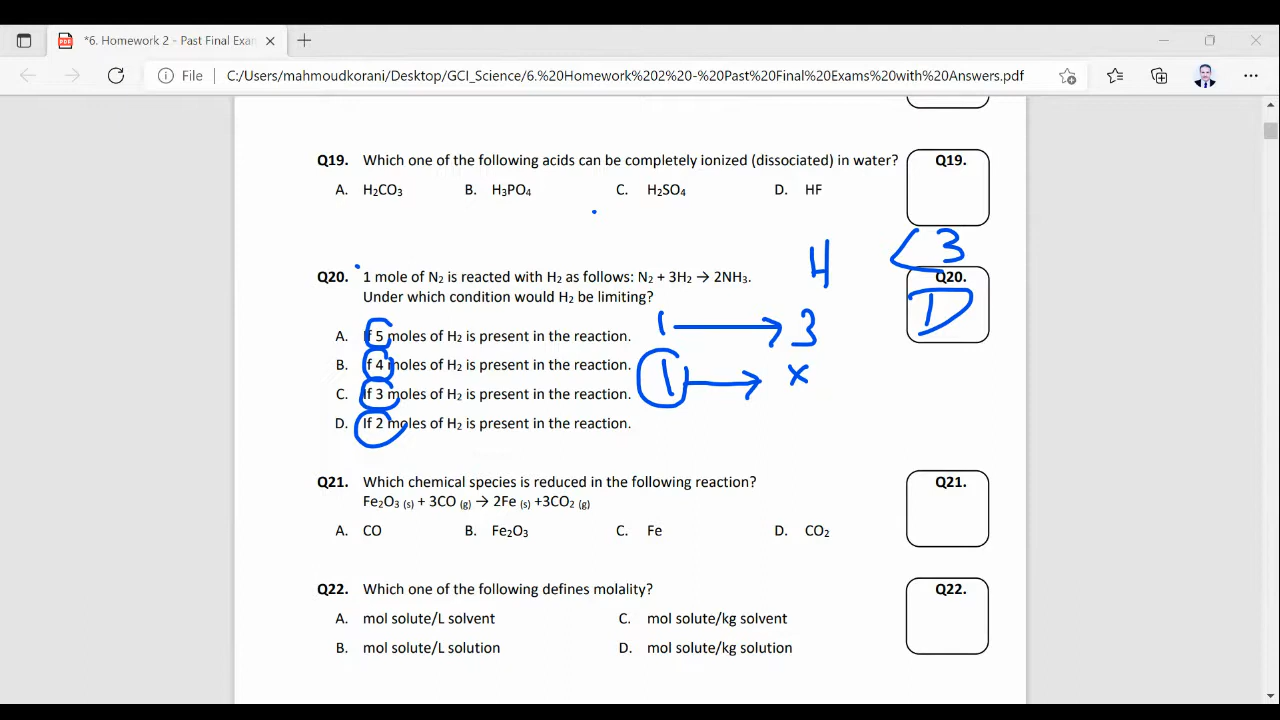 *6. Homework 2 - Past Final Exam
File C:/Users/mahmoudkorani/Desktop/GCI_Science/6.%20Homework%202%20-%20Past%20Final%20Exams%20with%20Answers.pdf
Q19. Which one of the following acids can be completely ionized (dissociated) in water? Q19.
A. H₂CO₃ B. H₃PO₄ C. H₂SO₄ D. HF
H < 3
Q20. 1 mole of N₂ is reacted with H₂ as follows: N₂ + 3H₂ → 2NH₃. Q20.
Under which condition would H₂ be limiting? D
A. If 5 moles of H₂ is present in the reaction. 1 → 3
B. If 4 moles of H₂ is present in the reaction. 1 → x
C. If 3 moles of H₂ is present in the reaction.
D. If 2 moles of H₂ is present in the reaction.
Q21. Which chemical species is reduced in the following reaction? Q21.
Fe₂O₃ (s) + 3CO (g) → 2Fe (s) +3CO₂ (g)
A. CO B. Fe₂O₃ C. Fe D. CO₂
Q22. Which one of the following defines molality? Q22.
A. mol solute/L solvent C. mol solute/kg solvent
B. mol solute/L solution D. mol solute/kg solution